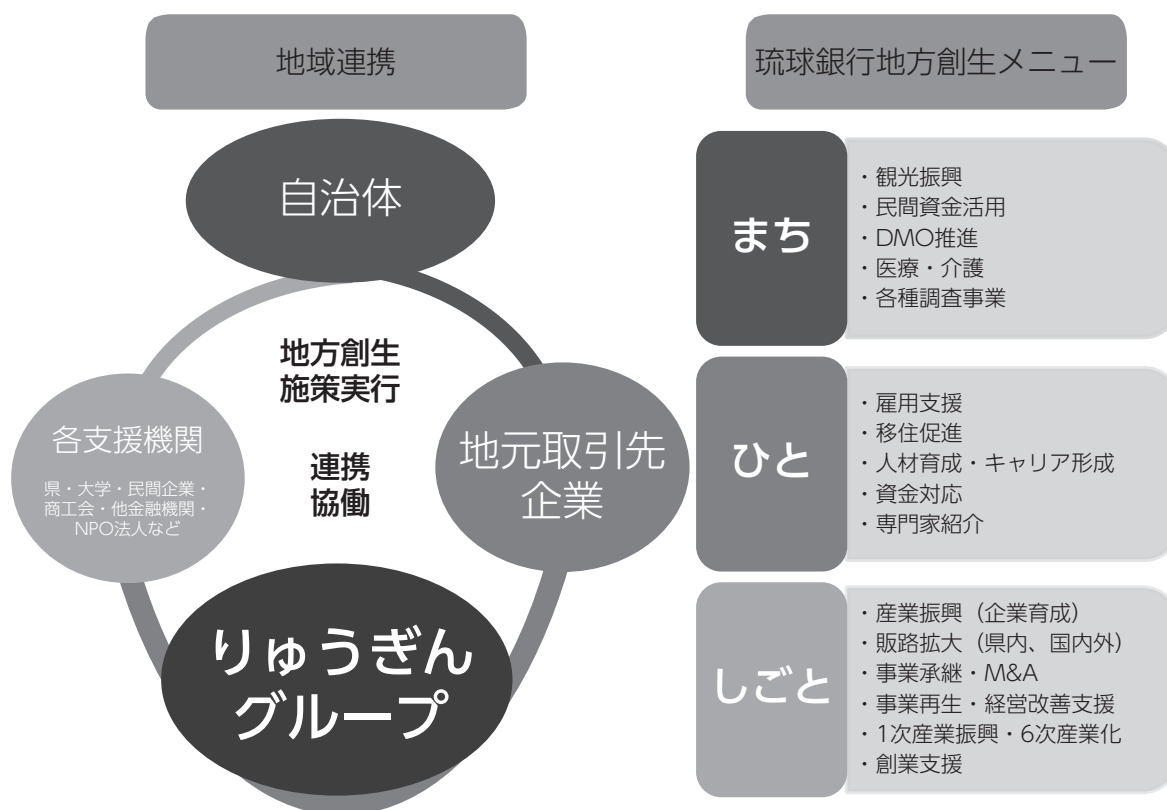 地域連携
自治体
地方創生
施策実行
連携
協働
各支援機関
県・大学・民間企業・
商工会・他金融機関・
NPO法人など
地元取引先
企業
りゅうぎん
グループ
琉球銀行地方創生メニュー
まち
・観光振興
・民間資金活用
・DMO推進
・医療・介護
・各種調査事業
ひと
・雇用支援
・移住促進
・人材育成・キャリア形成
・資金対応
・専門家紹介
しごと
・産業振興（企業育成）
・販路拡大（県内、国内外）
・事業承継・M&A
・事業再生・経営改善支援
・1次産業振興・6次産業化
・創業支援